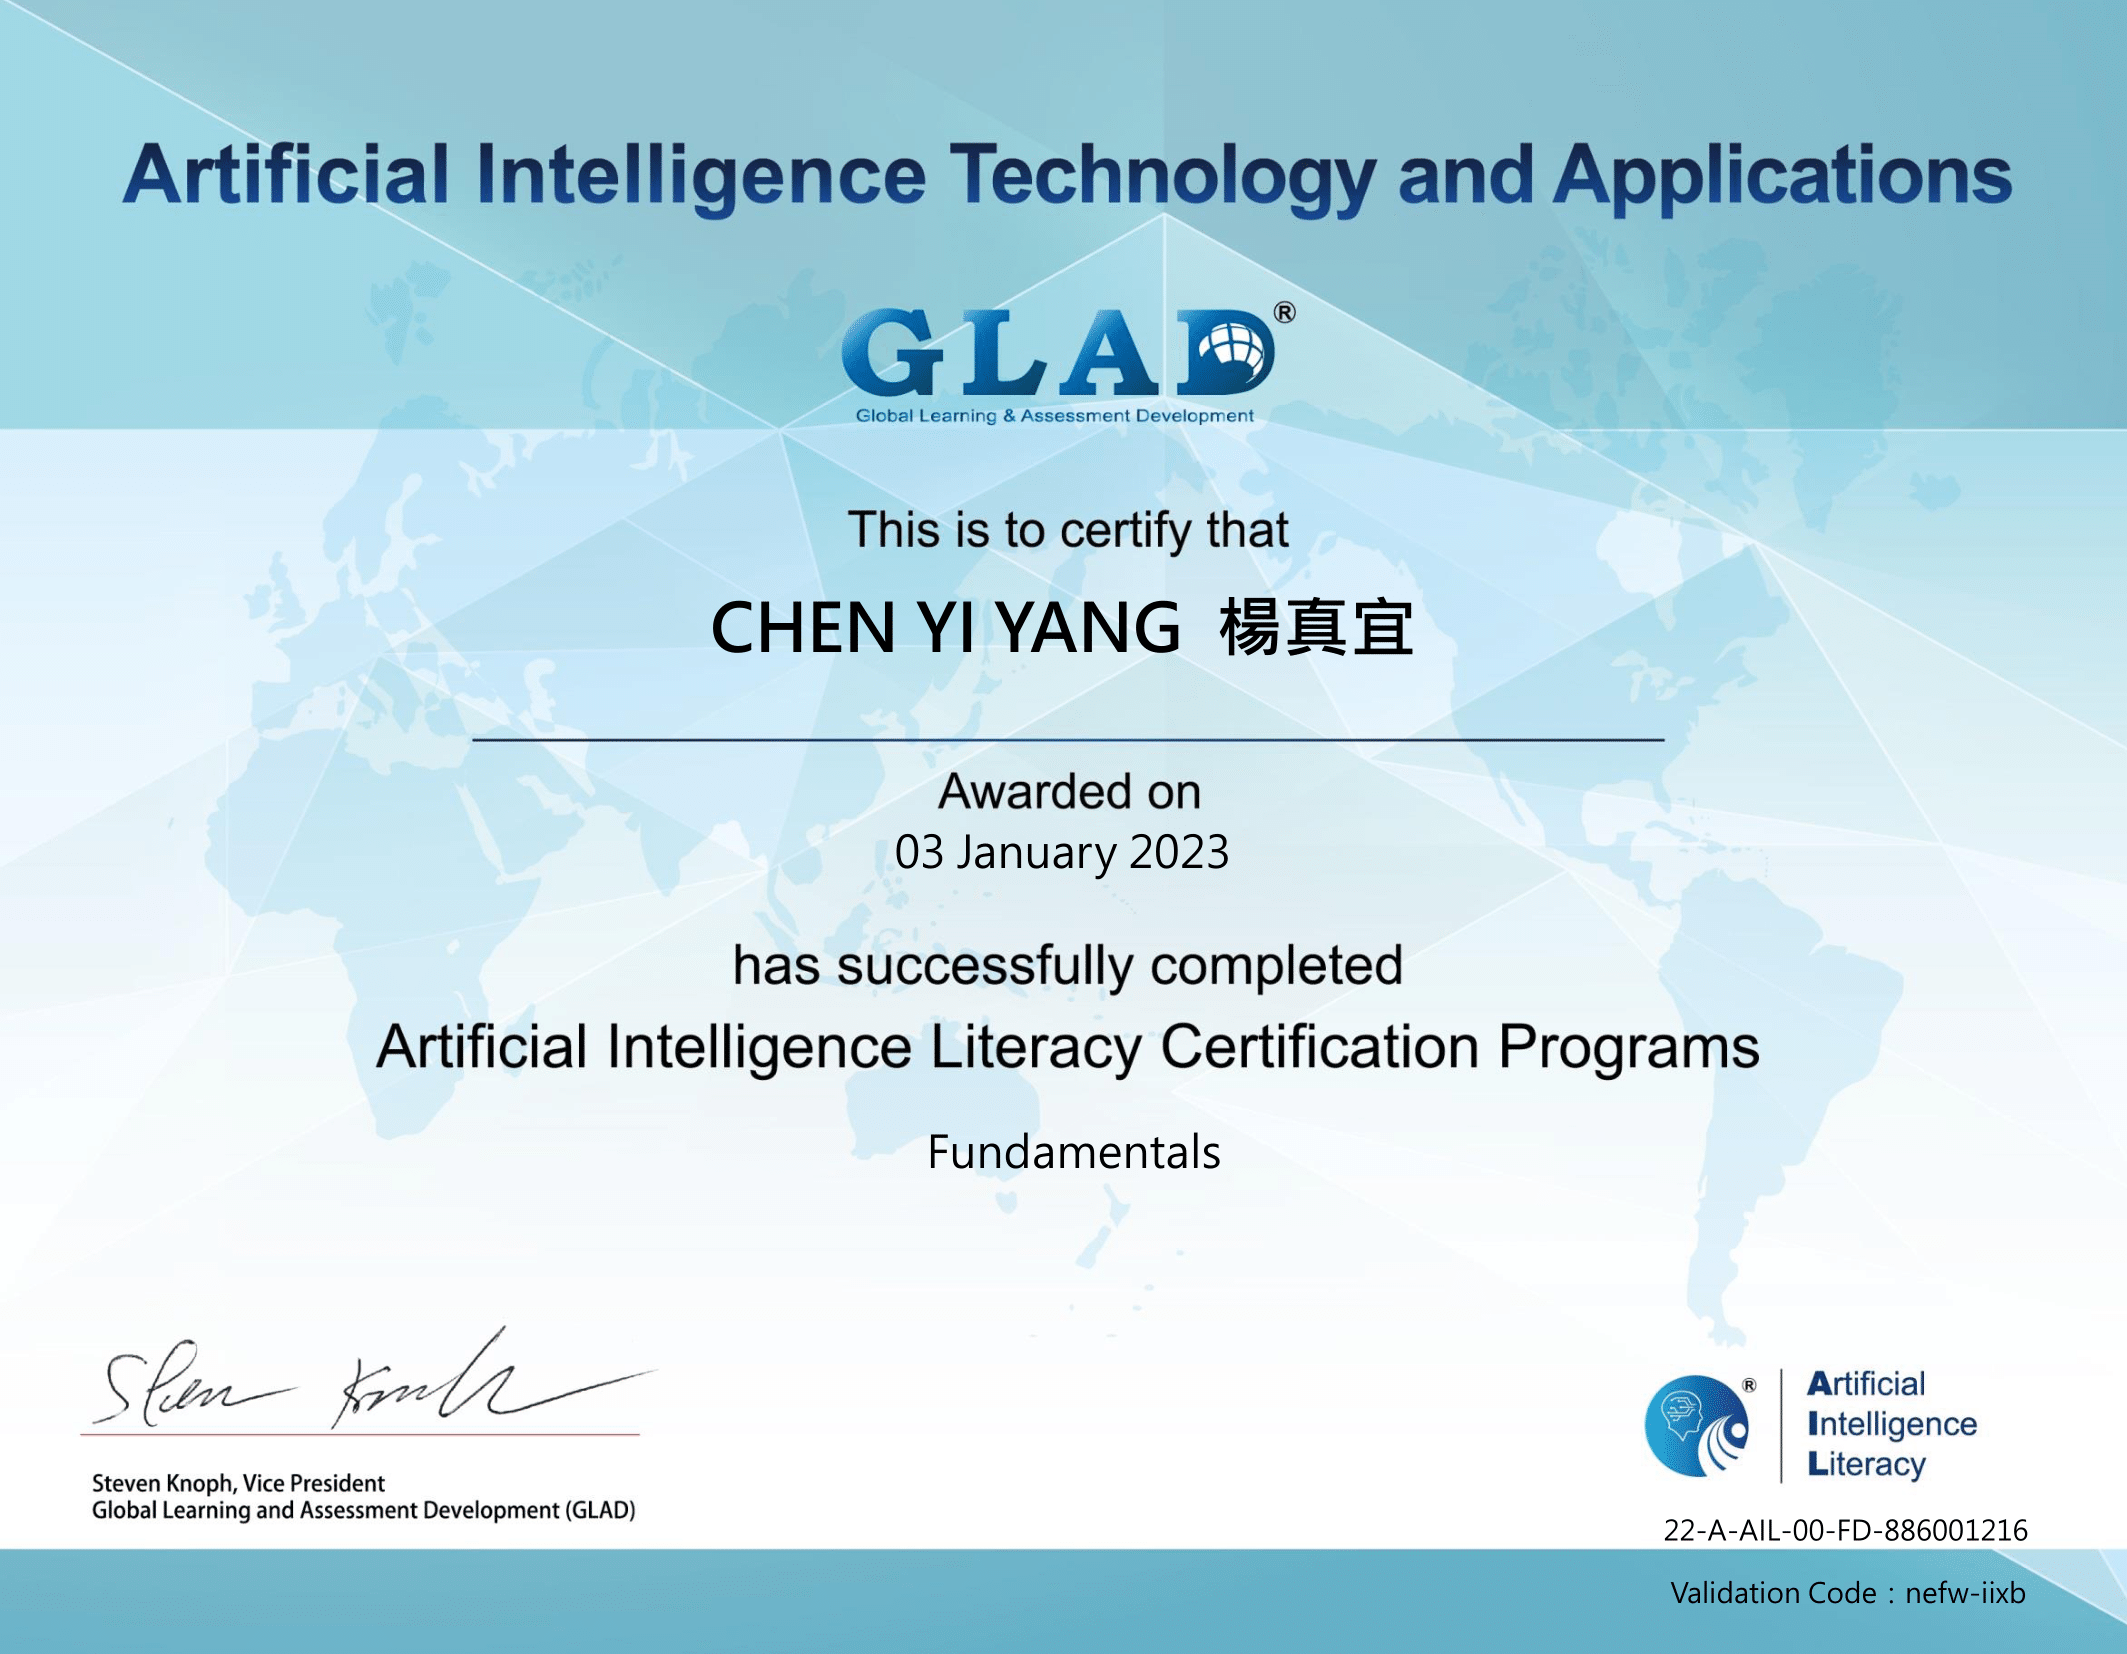 Artificial Intelligence Technology and Applications
GLAD®
Global Learning & Assessment Development
This is to certify that
CHEN YI YANG 楊真宜
Awarded on
03 January 2023
has successfully completed
Artificial Intelligence Literacy Certification Programs
Fundamentals
Steven Knoph
Steven Knoph, Vice President
Global Learning and Assessment Development (GLAD)
®
Artificial
Intelligence
Literacy
22-A-AIL-00-FD-886001216
Validation Code：nefw-iixb